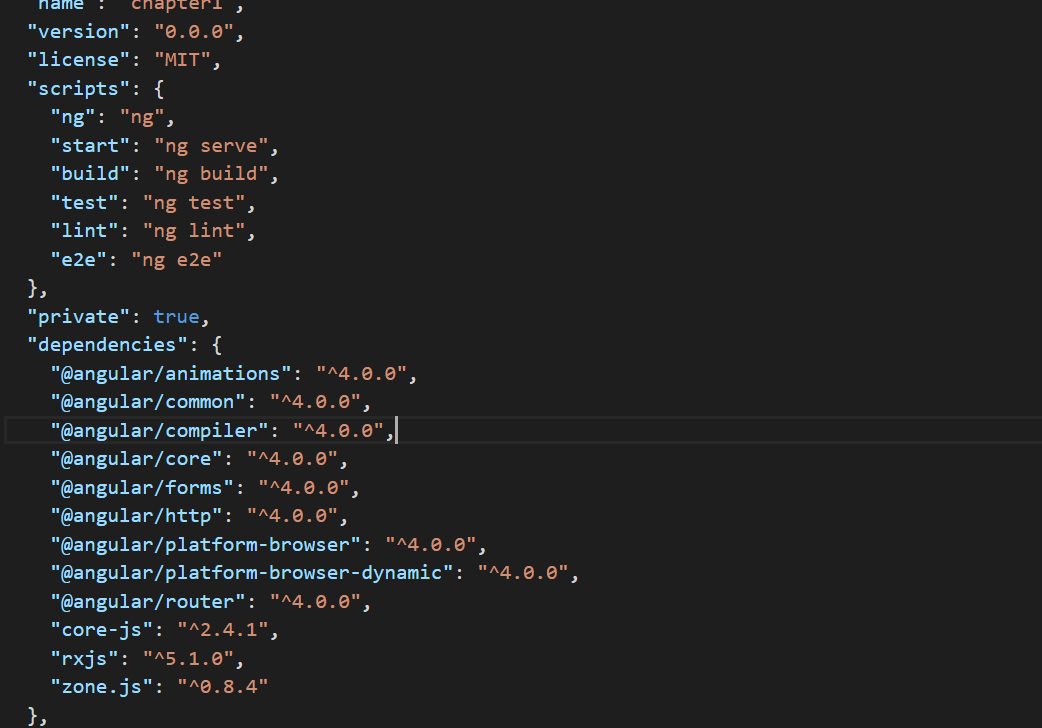 "name": "chapter1",
"version": "0.0.0",
"license": "MIT",
"scripts": {
"ng": "ng",
"start": "ng serve",
"build": "ng build",
"test": "ng test",
"lint": "ng lint",
"e2e": "ng e2e"
},
"private": true,
"dependencies": {
"@angular/animations": "^4.0.0",
"@angular/common": "^4.0.0",
"@angular/compiler": "^4.0.0",
"@angular/core": "^4.0.0",
"@angular/forms": "^4.0.0",
"@angular/http": "^4.0.0",
"@angular/platform-browser": "^4.0.0",
"@angular/platform-browser-dynamic": "^4.0.0",
"@angular/router": "^4.0.0",
"core-js": "^2.4.1",
"rxjs": "^5.1.0",
"zone.js": "^0.8.4"
},